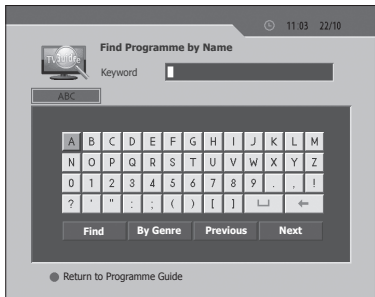 11:03 22/10
Find Programme by Name
TV guide
Keyword
ABC
A B C D E F G H I J K L M
N O P Q R S T U V W X Y Z
0 1 2 3 4 5 6 7 8 9 . , !
? ' " : ; ( ) [ ]
Find By Genre Previous Next
Return to Programme Guide